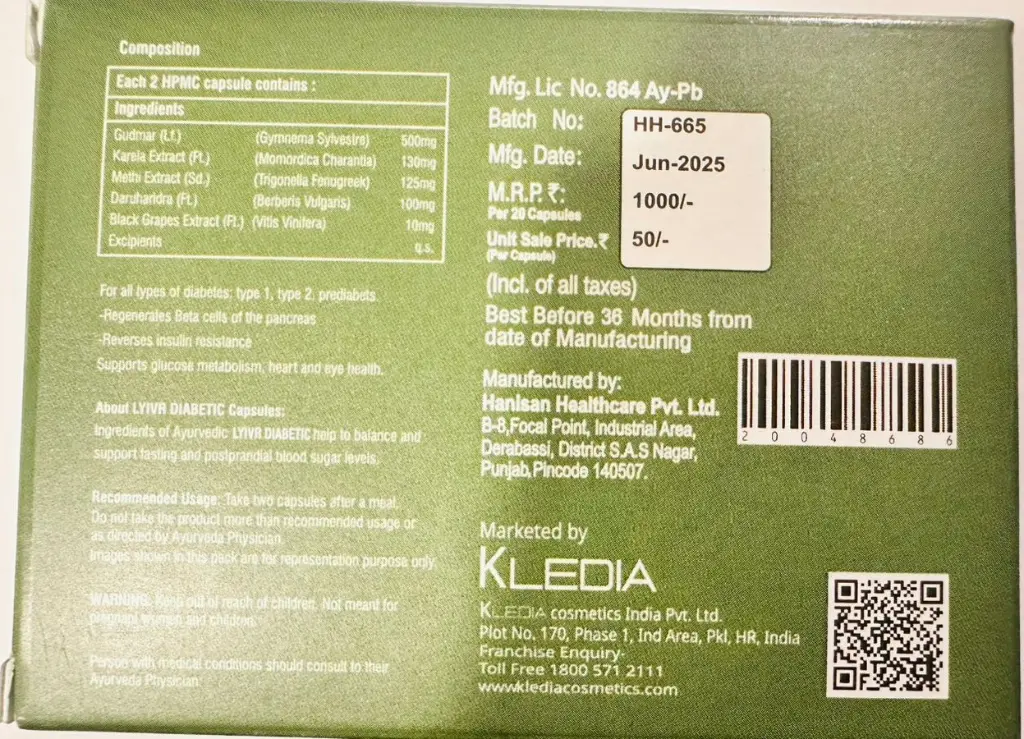 Composition
Each 2 HPMC capsule contains :
Ingredients
Gudmar (Lf.) (Gymnema Sylvestre) 500mg
Karela Extract (Ft.) (Momordica Charantia) 130mg
Methi Extract (Sd.) (Trigonella Fenugreek) 125mg
Daruharidra (Ft.) (Berberis Vulgaris) 100mg
Black Grapes Extract (Ft.) (Vitis Vinifera) 10mg
Excipients q.s.
For all types of diabetes: type 1, type 2, prediabets.
-Regenerates Beta cells of the pancreas
-Reverses insulin resistance
Supports glucose metabolism, heart and eye health.
About LYIVR DIABETIC Capsules:
Ingredients of Ayurvedic LYIVR DIABETIC help to balance and
support fasting and postprandial blood sugar levels.
Recommended Usage: Take two capsules after a meal.
Do not take the product more than recommended usage or
as directed by Ayurveda Physician.
Images shown in this pack are for representation purpose only.
WARNING: Keep out of reach of children. Not meant for
pregnant women and children.
Person with medical conditions should consult to their
Ayurveda Physician.
Mfg. Lic No. 864 Ay-Pb
Batch No: HH-665
Mfg. Date: Jun-2025
M.R.P. ₹: 1000/-
Per 20 Capsules
Unit Sale Price.₹ 50/-
(Per Capsule)
(Incl. of all taxes)
Best Before 36 Months from
date of Manufacturing
Manufactured by:
Hanisan Healthcare Pvt. Ltd.
B-8,Focal Point, Industrial Area,
Derabassi, District S.A.S Nagar,
Punjab,Pincode 140507.
20048686
Marketed by
KLEDIA
KLEDIA cosmetics India Pvt. Ltd.
Plot No. 170, Phase 1, Ind Area, Pkl, HR, India
Franchise Enquiry-
Toll Free 1800 571 2111
www.klediacosmetics.com